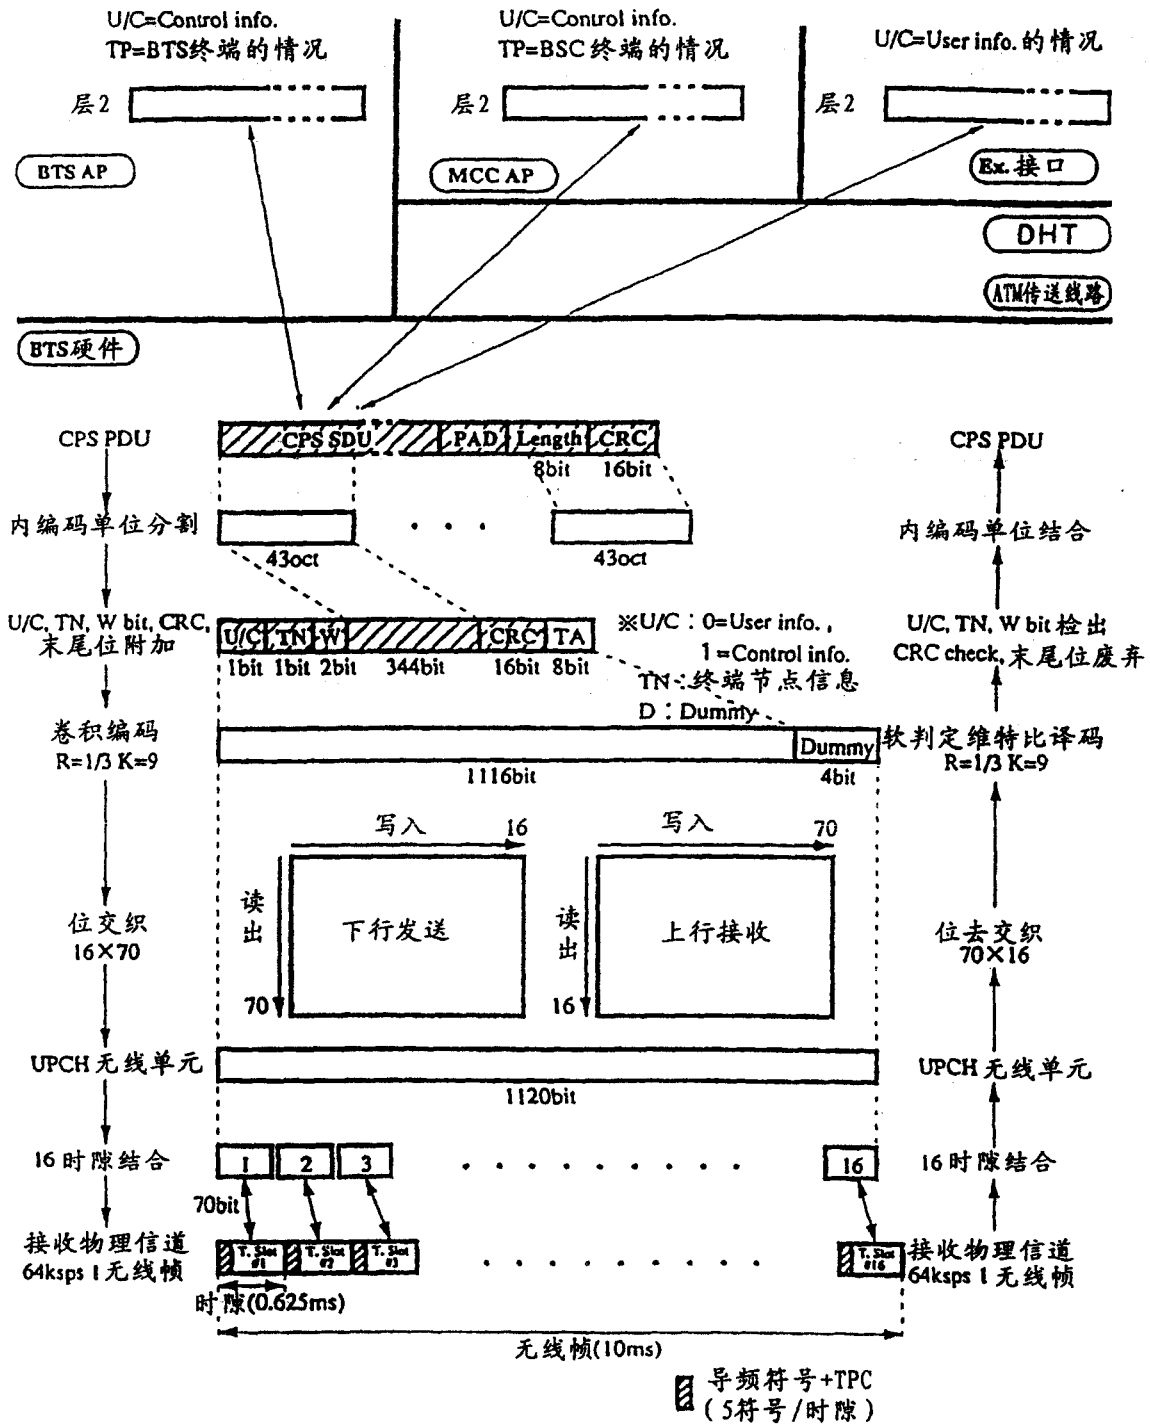 U/C=Control info.
TP=BTS终端的情况
U/C=Control info.
TP=BSC终端的情况
U/C=User info.的情况
层2
层2
层2
BTS AP
MCC AP
Ex.接口
DHT
ATM传送线路
BTS硬件
CPS PDU
CPS SDU
PAD
Length
CRC
CPS PDU
8bit
16bit
内编码单位分割
· · ·
内编码单位结合
43oct
43oct
U/C, TN, W bit, CRC,
末尾位附加
U/C
TN
W
CRC
TA
1bit
1bit
2bit
344bit
16bit
8bit
※U/C:0=User info.,
1=Control info.
TN:终端节点信息
D:Dummy
U/C, TN, W bit 检出
CRC check,末尾位废弃
卷积编码
R=1/3 K=9
Dummy
软判定维特比译码
R=1/3 K=9
1116bit
4bit
写入
16
写入
70
读出
下行发送
70
读出
上行接收
16
位交织
16×70
位去交织
70×16
UPCH无线单元
UPCH无线单元
1120bit
16时隙结合
1
2
3
· · · · · · · · ·
16
16时隙结合
70bit
接收物理信道
64ksps 1无线帧
T. Slot
#1
T. Slot
#2
T. Slot
#3
· · · · · · · · ·
T. Slot
#16
接收物理信道
64ksps 1无线帧
时隙(0.625ms)
无线帧(10ms)
导频符号+TPC
(5符号/时隙)